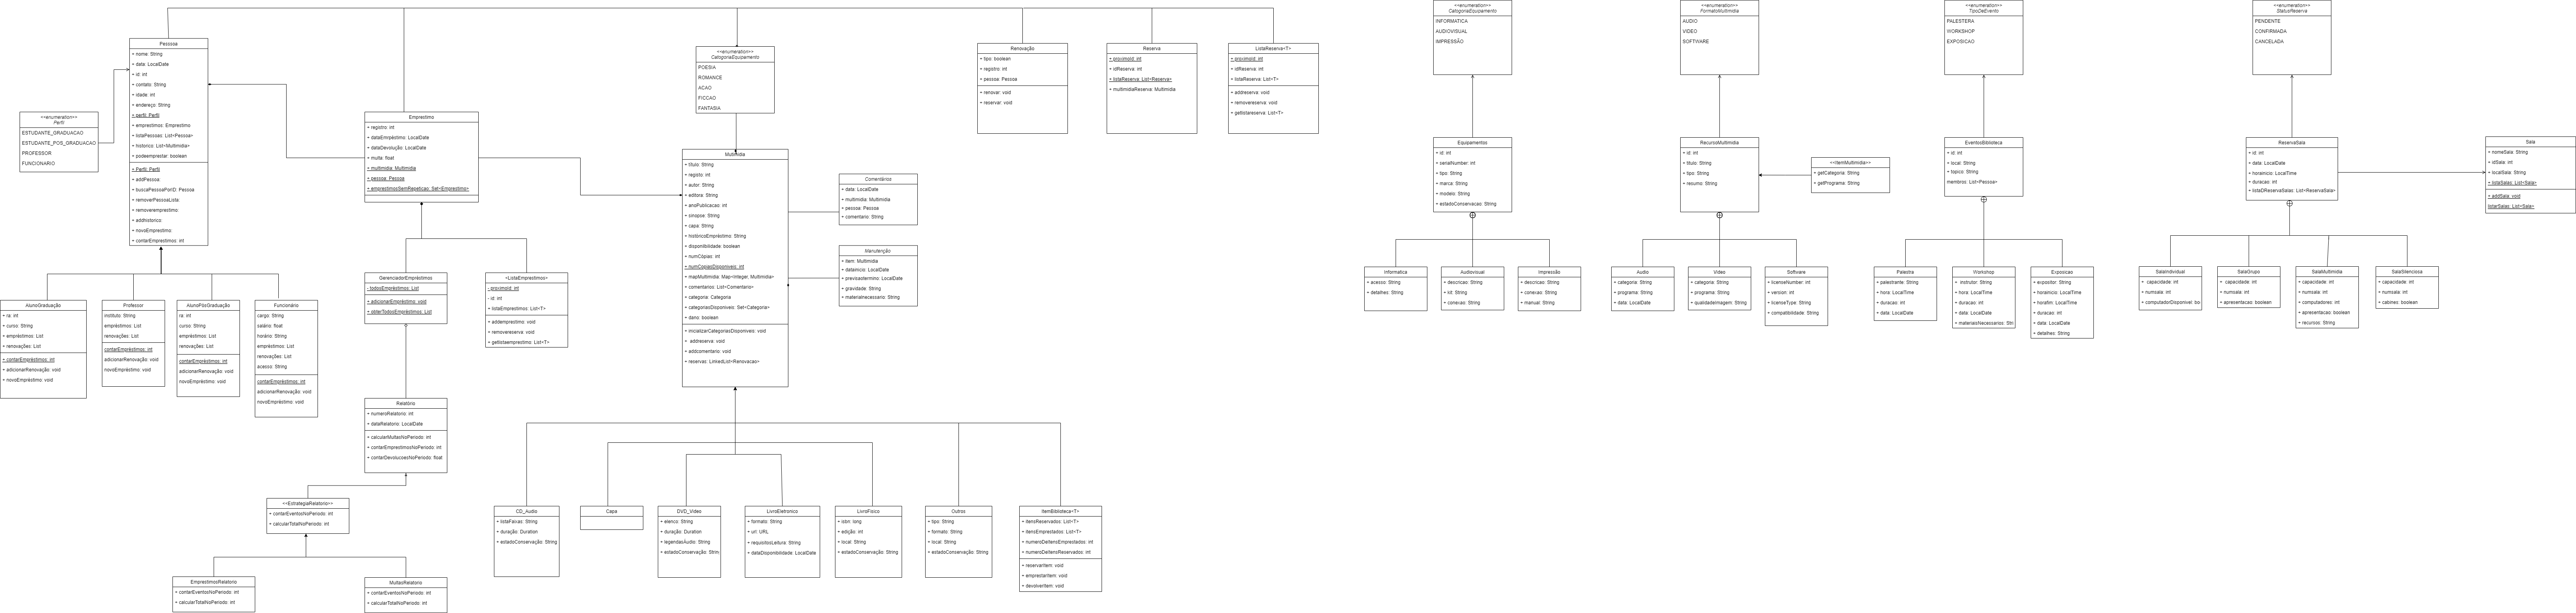 Pesssoa
+ nome: String
+ data: LocalDate
+ id: int
+ contato: String
+ idade: int
+ endereço: String
+ perfil: Perfil
+ emprestimos: Emprestimo
+ listaPessoas: List<Pessoa>
+ historico: List<Multimidia>
+ podeemprestar: boolean
+ Perfil: Perfil
+ addPessoa
+ buscaPessoaPorID: Pessoa
+ removerPessoaLista
+ removeremprestimo
+ addhistorico
+ novoEmprestimo
+ contarEmprestimos: int
<<enumeration>>
Perfil
ESTUDANTE_GRADUACAO
ESTUDANTE_POS_GRADUACAO
PROFESSOR
FUNCIONARIO
AlunoGraduação
+ ra: int
+ curso: String
+ empréstimos: List
+ renovações: List
+ contarEmpréstimos: int
+ adicionarRenovação: void
+ novoEmpréstimo: void
Professor
instituto: String
empréstimos: List
renovações: List
contarEmpréstimos: int
adicionarRenovação: void
novoEmpréstimo: void
AlunoPósGraduação
ra: int
curos: String
empréstimos: List
renovações: List
contarEmpréstimos: int
adicionarRenovação: void
novoEmpréstimo: void
Funcionário
cargo: String
salário: float
horário: String
empréstimos: List
renovações: List
acasso: String
contarEmpréstimos: int
adicionarRenovação: void
novoEmpréstimo: void
Emprestimo
+ registro: int
+ dataEmrpéstimo: LocalDate
+ dataDevolução: LocalDate
+ multa: float
+ multimidia: Multimidia
+ pessoa: Pessoa
+ emprestimosSemRepeticao: Set<Emprestimo>
GerenciadorEmpréstimos
- todosEmpréstimos: List
+ adicionarEmpréstimo: void
+ obterTodosEmpréstimos: List
<ListaEmprestimos>
- proximoId: int
- id: int
+ listaEmprestimos: List<T>
+ addemprestimo: void
+ removereserva: void
+ getlistaemprestimo: List<T>
Relatório
+ numeroRelatorio: int
+ dataRelatorio: LocalDate
+ calcularMultasNoPeriodo: int
+ contarEmprestimosNoPeriodo: int
+ contarDevolucoesNoPeriodo: float
<<EstrategiaRelatorio>>
+ contarEventosNoPeriodo: int
+ calcularTotalNoPeriodo: int
EmprestimosRelatorio
+ contarEventosNoPeriodo: int
+ calcularTotalNoPeriodo: int
MultasRelatorio
+ contarEventosNoPeriodo: int
+ calcularTotalNoPeriodo: int
<<enumeration>>
CatogoriaEquipamento
POESIA
ROMANCE
ACAO
FICCAO
FANTASIA
Multimidia
+ titulo: String
+ registo: int
+ autor: String
+ editora: String
+ anoPublicacao: int
+ sinopse: String
+ capa: String
+ históricoEmpréstimo: String
+ disponibilidade: boolean
+ numCópias: int
+ numCopiasDisponiveis: int
+ mapMultimidia: Map<Integer, Multimidia>
+ comentarios: List<Comentario>
+ categoria: Categoria
+ categoriasDisponiveis: Set<Categoria>
+ dano: boolean
+ inicializarCategoriasDisponiveis: void
+ addreserva: void
+ addcomentario: void
+ reservas: LinkedList<Renovacao>
Comentários
+ data: LocalDate
+ multimidia: Multimidia
+ pessoa: Pessoa
+ comentario: String
Manutenção
+ item: Multimidia
+ datainicio: LocalDate
+ previsaotermino: LocalDate
+ gravidade: String
+ materialnecesario: String
CD_Audio
+ listaFaixas: String
+ duração: Duration
+ estadoConservação: String
Capa
DVD_Video
+ elenco: String
+ duração: Duration
+ legendasAudio: String
+ estadoConservação: Strin
LivroEletronico
+ formato: String
+ url: URL
+ requisitosLeitura: String
+ dataDisponibilidade: LocalDate
LivroFisico
+ isbn: long
+ edição: int
+ local: String
+ estadoConservação: String
Outros
+ tipo: String
+ formato: String
+ local: String
+ estadoConservação: String
ItemBiblioteca<T>
+ itensReservados: List<T>
+ itensEmprestados: List<T>
+ numeroDeItensEmprestados: int
+ numeroDeItensReservados: int
+ reservarItem: void
+ emprestarItem: void
+ devolverItem: void
Renovação
+ tipo: boolean
+ registro: int
+ pessoa: Pessoa
+ renovar: void
+ reservar: void
Reserva
+ proximoId: int
+ idReserva: int
+ listaReserva: List<Reserva>
+ multimidiaReserva: Multimidia
ListaReserva<T>
+ proximoId: int
+ idReserva: int
+ listaReserva: List<T>
+ addreserva: void
+ removereserva: void
+ getlistareserva: List<T>
<<enumeration>>
CatogoriaEquipamento
INFORMATICA
AUDIOVISUAL
IMPRESSÃO
Equipamentos
+ id: int
+ serialNumber: int
+ tipo: String
+ marca: String
+ modelo: String
+ estadoConservacao: String
Informatica
+ acesso: String
+ detalhes: String
Audiovisual
+ descricao: String
+ kit: String
+ conexao: String
Impressão
+ descricao: String
+ conexao: String
+ manual: String
<<enumeration>>
FormatoMultimidia
AUDIO
VIDEO
SOFTWARE
RecursoMultimidia
+ id: int
+ titulo: String
+ tipo: String
+ resumo: String
<<ItemMultimidia>>
+ getCategoria: String
+ getPrograma: String
Audio
+ categoria: String
+ programa: String
+ data: LocalDate
Video
+ categoria: String
+ programa: String
+ qualidadeImagem: String
Software
+ licenseNumber: int
+ version: int
+ licenseType: String
+ compatibilidade: String
<<enumeration>>
TipoDeEvento
PALESTERA
WORKSHOP
EXPOSICAO
EventosBiblioteca
+ id: int
+ local: String
+ topico: String
membros: List<Pessoa>
Palestra
+ palestrante: String
+ hora: LocalTime
+ duracao: int
+ data: LocalDate
Workshop
+ instrutor: String
+ hora: LocalTime
+ duracao: int
+ data: LocalDate
+ materiaisNecessarios: Stri
Exposicao
+ expositor: String
+ horainicio: LocalTime
+ horafim: LocalTime
+ duracao: int
+ data: LocalDate
+ detalhes: String
<<enumeration>>
StatusReserva
PENDENTE
CONFIRMADA
CANCELADA
ReservaSala
+ id: int
+ data: LocalDate
+ horainicio: LocalTime
+ duracao: int
+ listaDReservaSalas: List<ReservaSala>
Sala
+ nomeSala: String
+ idSala: int
+ localSala: String
+ listaSalas: List<Sala>
+ addSala: void
listarSalas: List<Sala>
SalaIndividual
+ capacidade: int
+ numsala: int
+ computadorDisponivel: bo
SalaGrupo
+ capacidade: int
+ numsala: int
+ apresentacao: boolean
SalaMultimidia
+ capacidade: int
+ numsala: int
+ computadores: int
+ apresentacao: boolean
+ recursos: String
SalaSilenciosa
+ capacidade: int
+ numsala: int
+ cabines: boolean